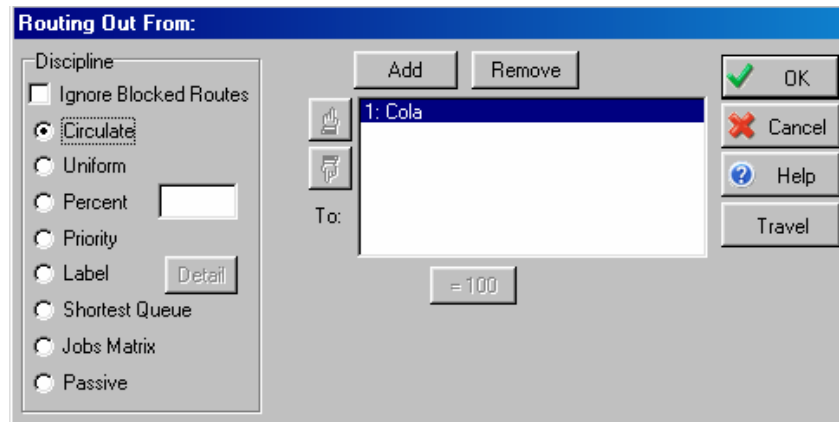 Routing Out From:
Discipline
Ignore Blocked Routes
Circulate
Uniform
Percent
Priority
Label
Detail
Shortest Queue
Jobs Matrix
Passive
Add
Remove
1: Cola
To:
= 100
OK
Cancel
Help
Travel